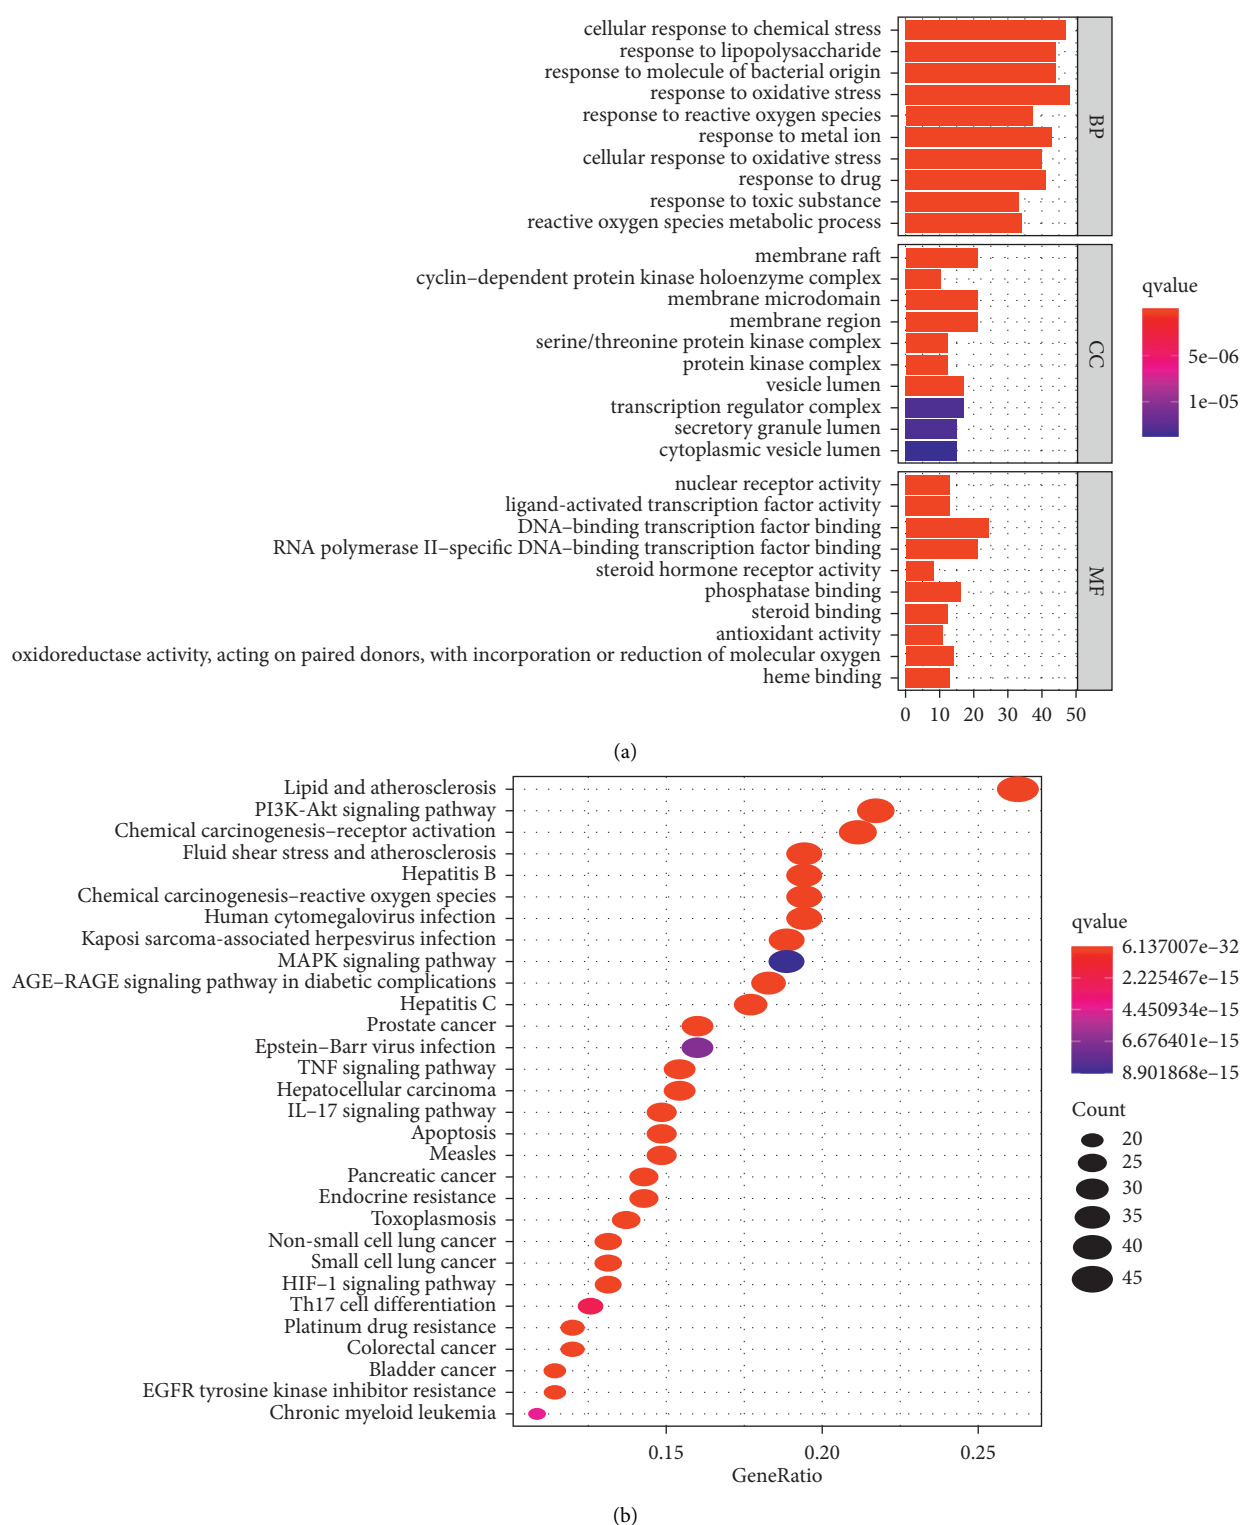 cellular response to chemical stress
response to lipopolysaccharide
response to molecule of bacterial origin
response to oxidative stress
response to reactive oxygen species
response to metal ion
cellular response to oxidative stress
response to drug
response to toxic substance
reactive oxygen species metabolic process
BP
membrane raft
cyclin–dependent protein kinase holoenzyme complex
membrane microdomain
membrane region
serine/threonine protein kinase complex
protein kinase complex
vesicle lumen
transcription regulator complex
secretory granule lumen
cytoplasmic vesicle lumen
CC
nuclear receptor activity
ligand-activated transcription factor activity
DNA–binding transcription factor binding
RNA polymerase II–specific DNA–binding transcription factor binding
steroid hormone receptor activity
phosphatase binding
steroid binding
antioxidant activity
oxidoreductase activity, acting on paired donors, with incorporation or reduction of molecular oxygen
heme binding
MF
0 10 20 30 40 50
qvalue
5e–06
1e–05
(a)
Lipid and atherosclerosis
PI3K-Akt signaling pathway
Chemical carcinogenesis–receptor activation
Fluid shear stress and atherosclerosis
Hepatitis B
Chemical carcinogenesis–reactive oxygen species
Human cytomegalovirus infection
Kaposi sarcoma-associated herpesvirus infection
MAPK signaling pathway
AGE–RAGE signaling pathway in diabetic complications
Hepatitis C
Prostate cancer
Epstein–Barr virus infection
TNF signaling pathway
Hepatocellular carcinoma
IL–17 signaling pathway
Apoptosis
Measles
Pancreatic cancer
Endocrine resistance
Toxoplasmosis
Non-small cell lung cancer
Small cell lung cancer
HIF–1 signaling pathway
Th17 cell differentiation
Platinum drug resistance
Colorectal cancer
Bladder cancer
EGFR tyrosine kinase inhibitor resistance
Chronic myeloid leukemia
0.15 0.20 0.25
GeneRatio
qvalue
6.137007e–32
2.225467e–15
4.450934e–15
6.676401e–15
8.901868e–15
Count
20
25
30
35
40
45
(b)